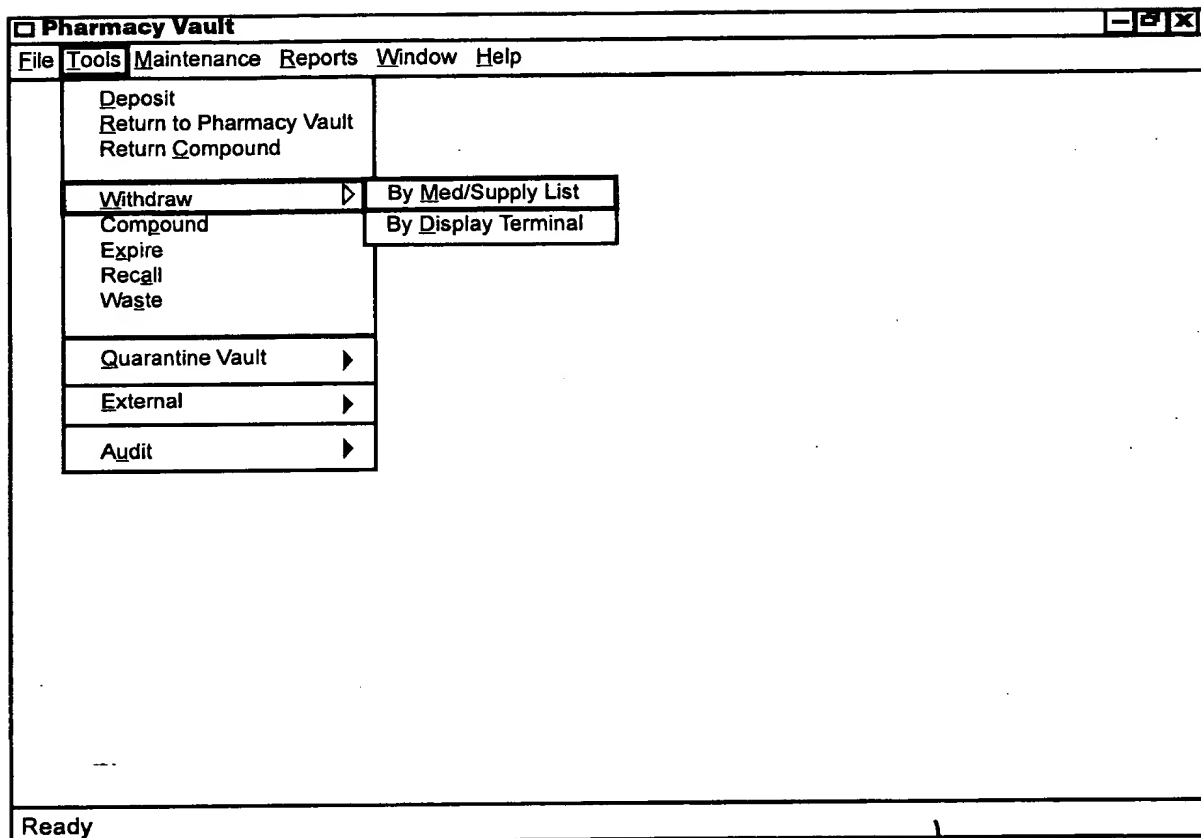 Pharmacy Vault
File Tools Maintenance Reports Window Help
Deposit
Return to Pharmacy Vault
Return Compound
Withdraw
By Med/Supply List
Compound
By Display Terminal
Expire
Recall
Waste
Quarantine Vault
External
Audit
Ready